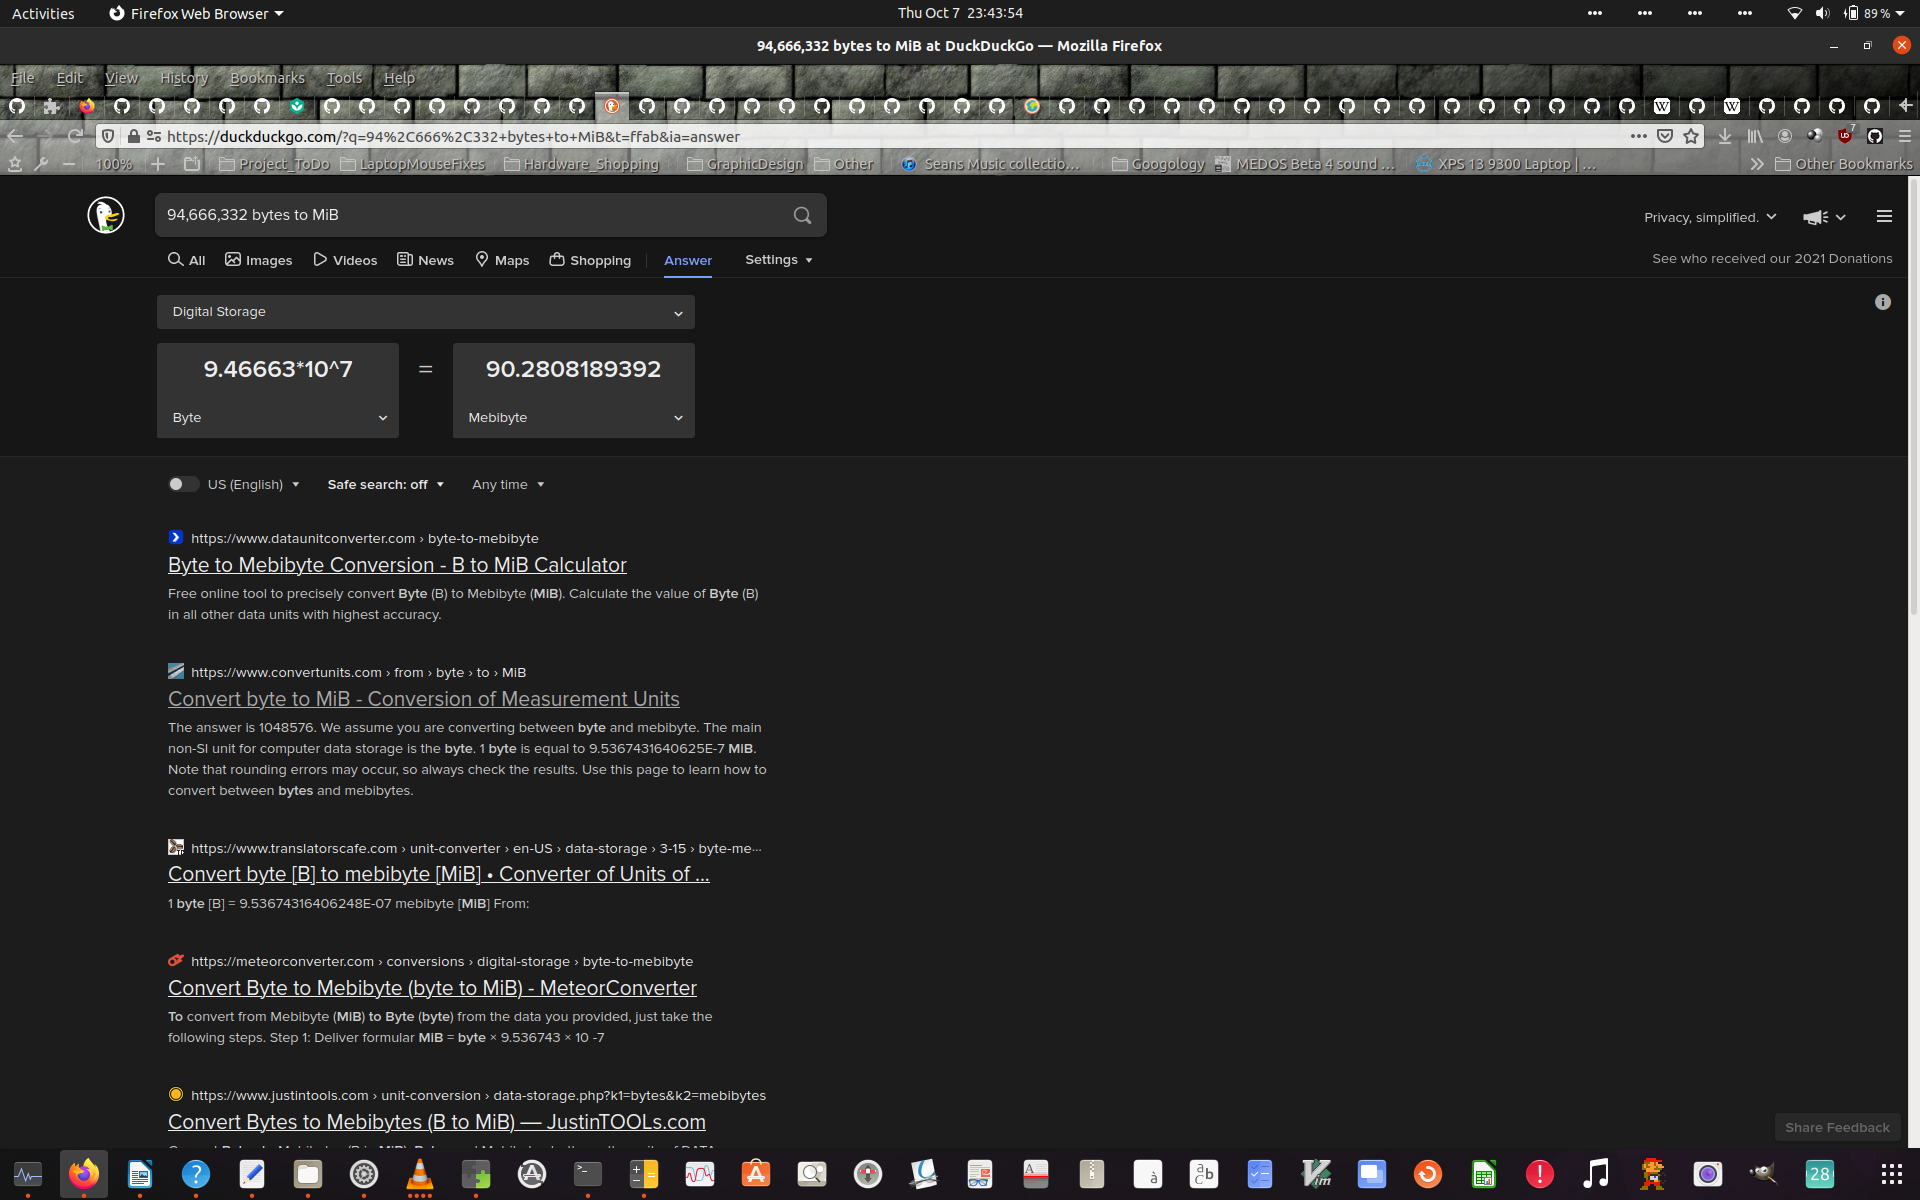 Activities Firefox Web Browser Thu Oct 7 23:43:54 89 %
94,666,332 bytes to MiB at DuckDuckGo — Mozilla Firefox
File Edit View History Bookmarks Tools Help
https://duckduckgo.com/?q=94%2C666%2C332+bytes+to+MiB&t=ffab&ia=answer 7
100% Project_ToDo LaptopMouseFixes Hardware_Shopping GraphicDesign Other Seans Music collectio… Googology MEDOS Beta 4 sound … XPS 13 9300 Laptop | … Other Bookmarks
94,666,332 bytes to MiB
Privacy, simplified.
All Images Videos News Maps Shopping Answer Settings
See who received our 2021 Donations
Digital Storage
9.46663*10^7 = 90.2808189392
Byte Mebibyte
US (English) Safe search: off Any time
https://www.dataunitconverter.com › byte-to-mebibyte
Byte to Mebibyte Conversion - B to MiB Calculator
Free online tool to precisely convert Byte (B) to Mebibyte (MiB). Calculate the value of Byte (B)
in all other data units with highest accuracy.
https://www.convertunits.com › from › byte › to › MiB
Convert byte to MiB - Conversion of Measurement Units
The answer is 1048576. We assume you are converting between byte and mebibyte. The main
non-SI unit for computer data storage is the byte. 1 byte is equal to 9.5367431640625E-7 MiB.
Note that rounding errors may occur, so always check the results. Use this page to learn how to
convert between bytes and mebibytes.
https://www.translatorscafe.com › unit-converter › en-US › data-storage › 3-15 › byte-me…
Convert byte [B] to mebibyte [MiB] • Converter of Units of ...
1 byte [B] = 9.53674316406248E-07 mebibyte [MiB] From:
https://meteorconverter.com › conversions › digital-storage › byte-to-mebibyte
Convert Byte to Mebibyte (byte to MiB) - MeteorConverter
To convert from Mebibyte (MIB) to Byte (byte) from the data you provided, just take the
following steps. Step 1: Deliver formular MiB = byte × 9.536743 × 10 -7
https://www.justintools.com › unit-conversion › data-storage.php?k1=bytes&k2=mebibytes
Convert Bytes to Mebibytes (B to MiB) — JustinTOOLs.com
Share Feedback
28